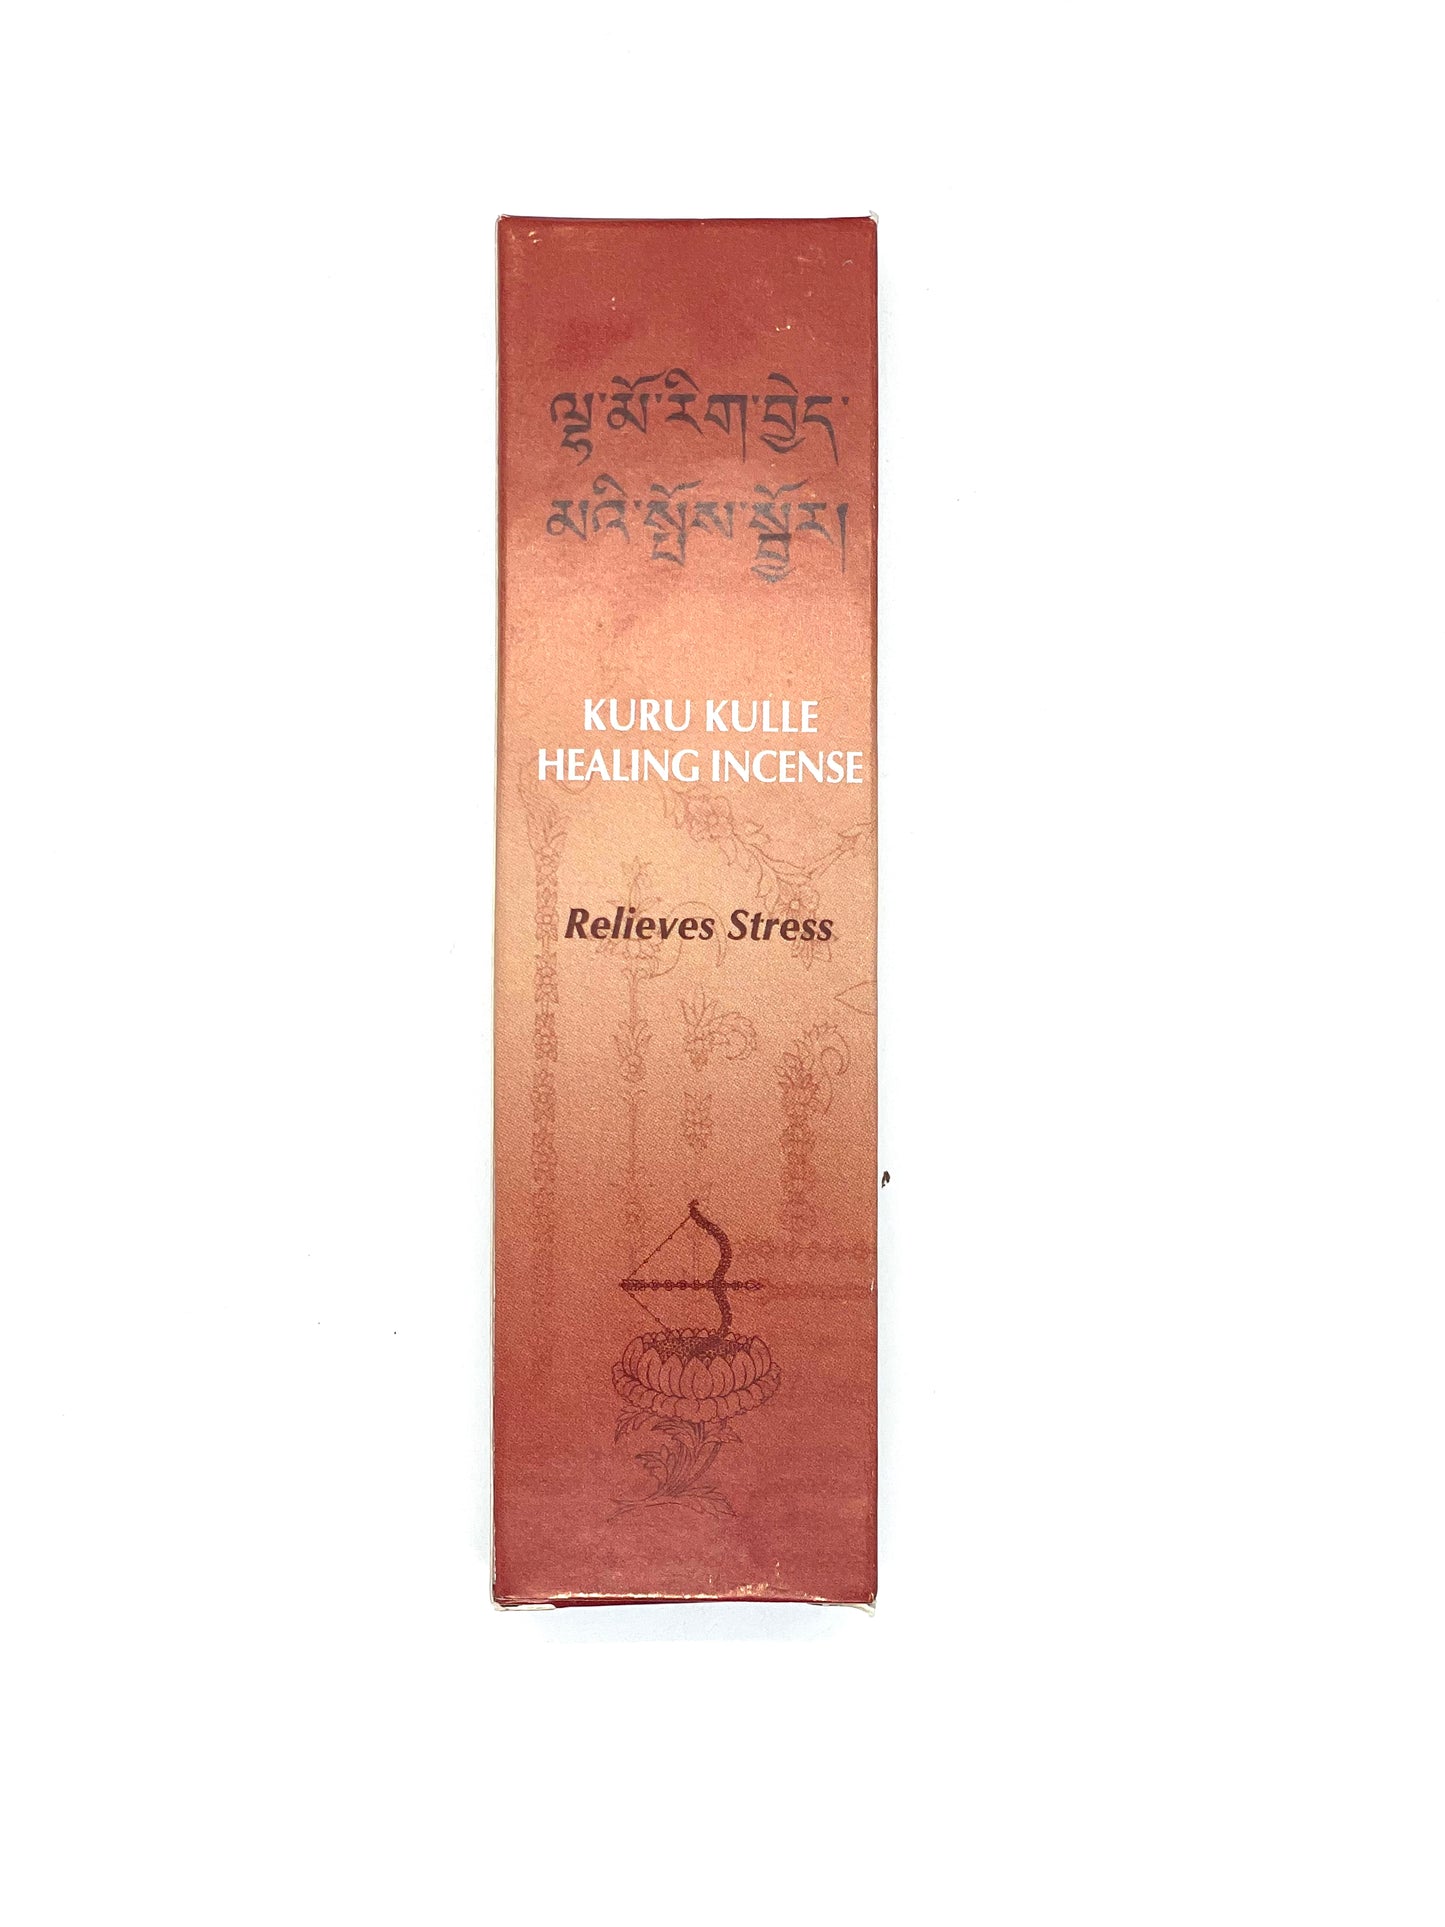 ལྷ་མོ་རིག་བྱེད་
མའི་སྤོས་སྦྱོར།
KURU KULLE
HEALING INCENSE
Relieves Stress